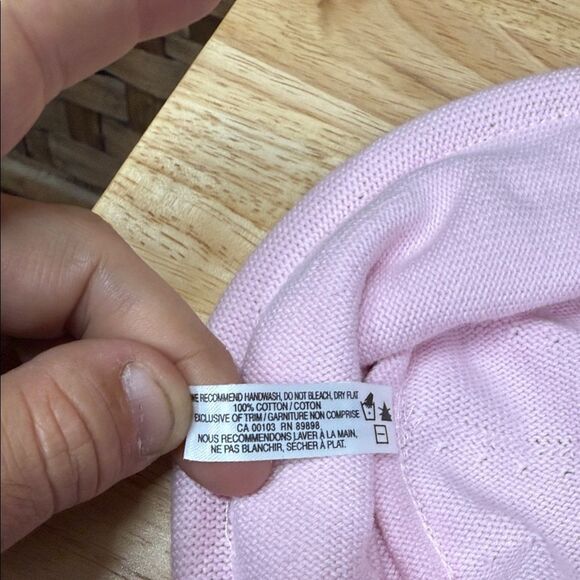 WE RECOMMEND HANDWASH, DO NOT BLEACH, DRY FLAT
100% COTTON / COTON
EXCLUSIVE OF TRIM / GARNITURE NON COMPRISE
CA 00103 RN 89898
NOUS RECOMMENDONS LAVER À LA MAIN,
NE PAS BLANCHIR, SÉCHER À PLAT.